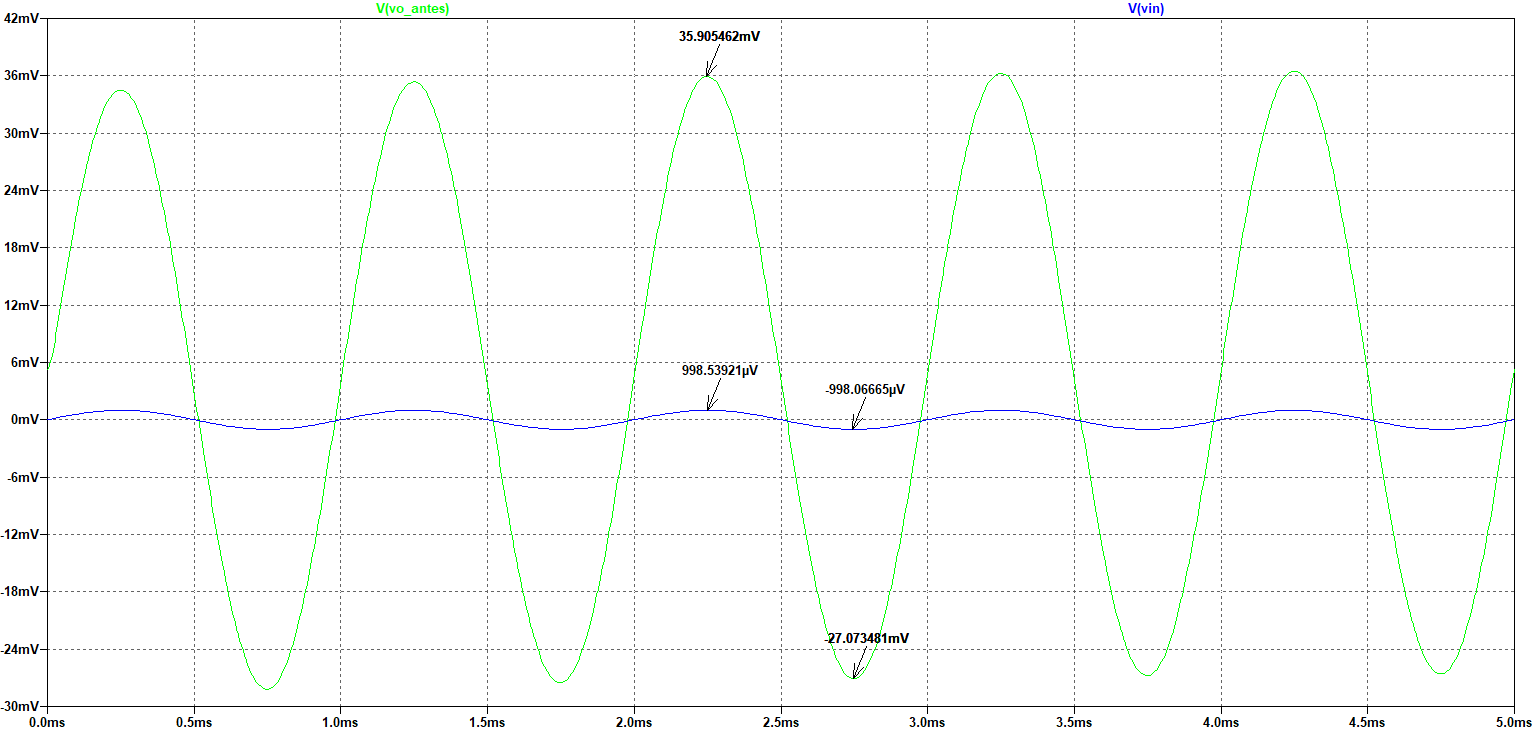 V(vo_antes) V(vin)
42mV
35.905462mV
36mV
30mV
24mV
18mV
12mV
6mV
998.53921µV
-998.06665µV
0mV
-6mV
-12mV
-18mV
-27.073481mV
-24mV
-30mV
0.0ms 0.5ms 1.0ms 1.5ms 2.0ms 2.5ms 3.0ms 3.5ms 4.0ms 4.5ms 5.0ms